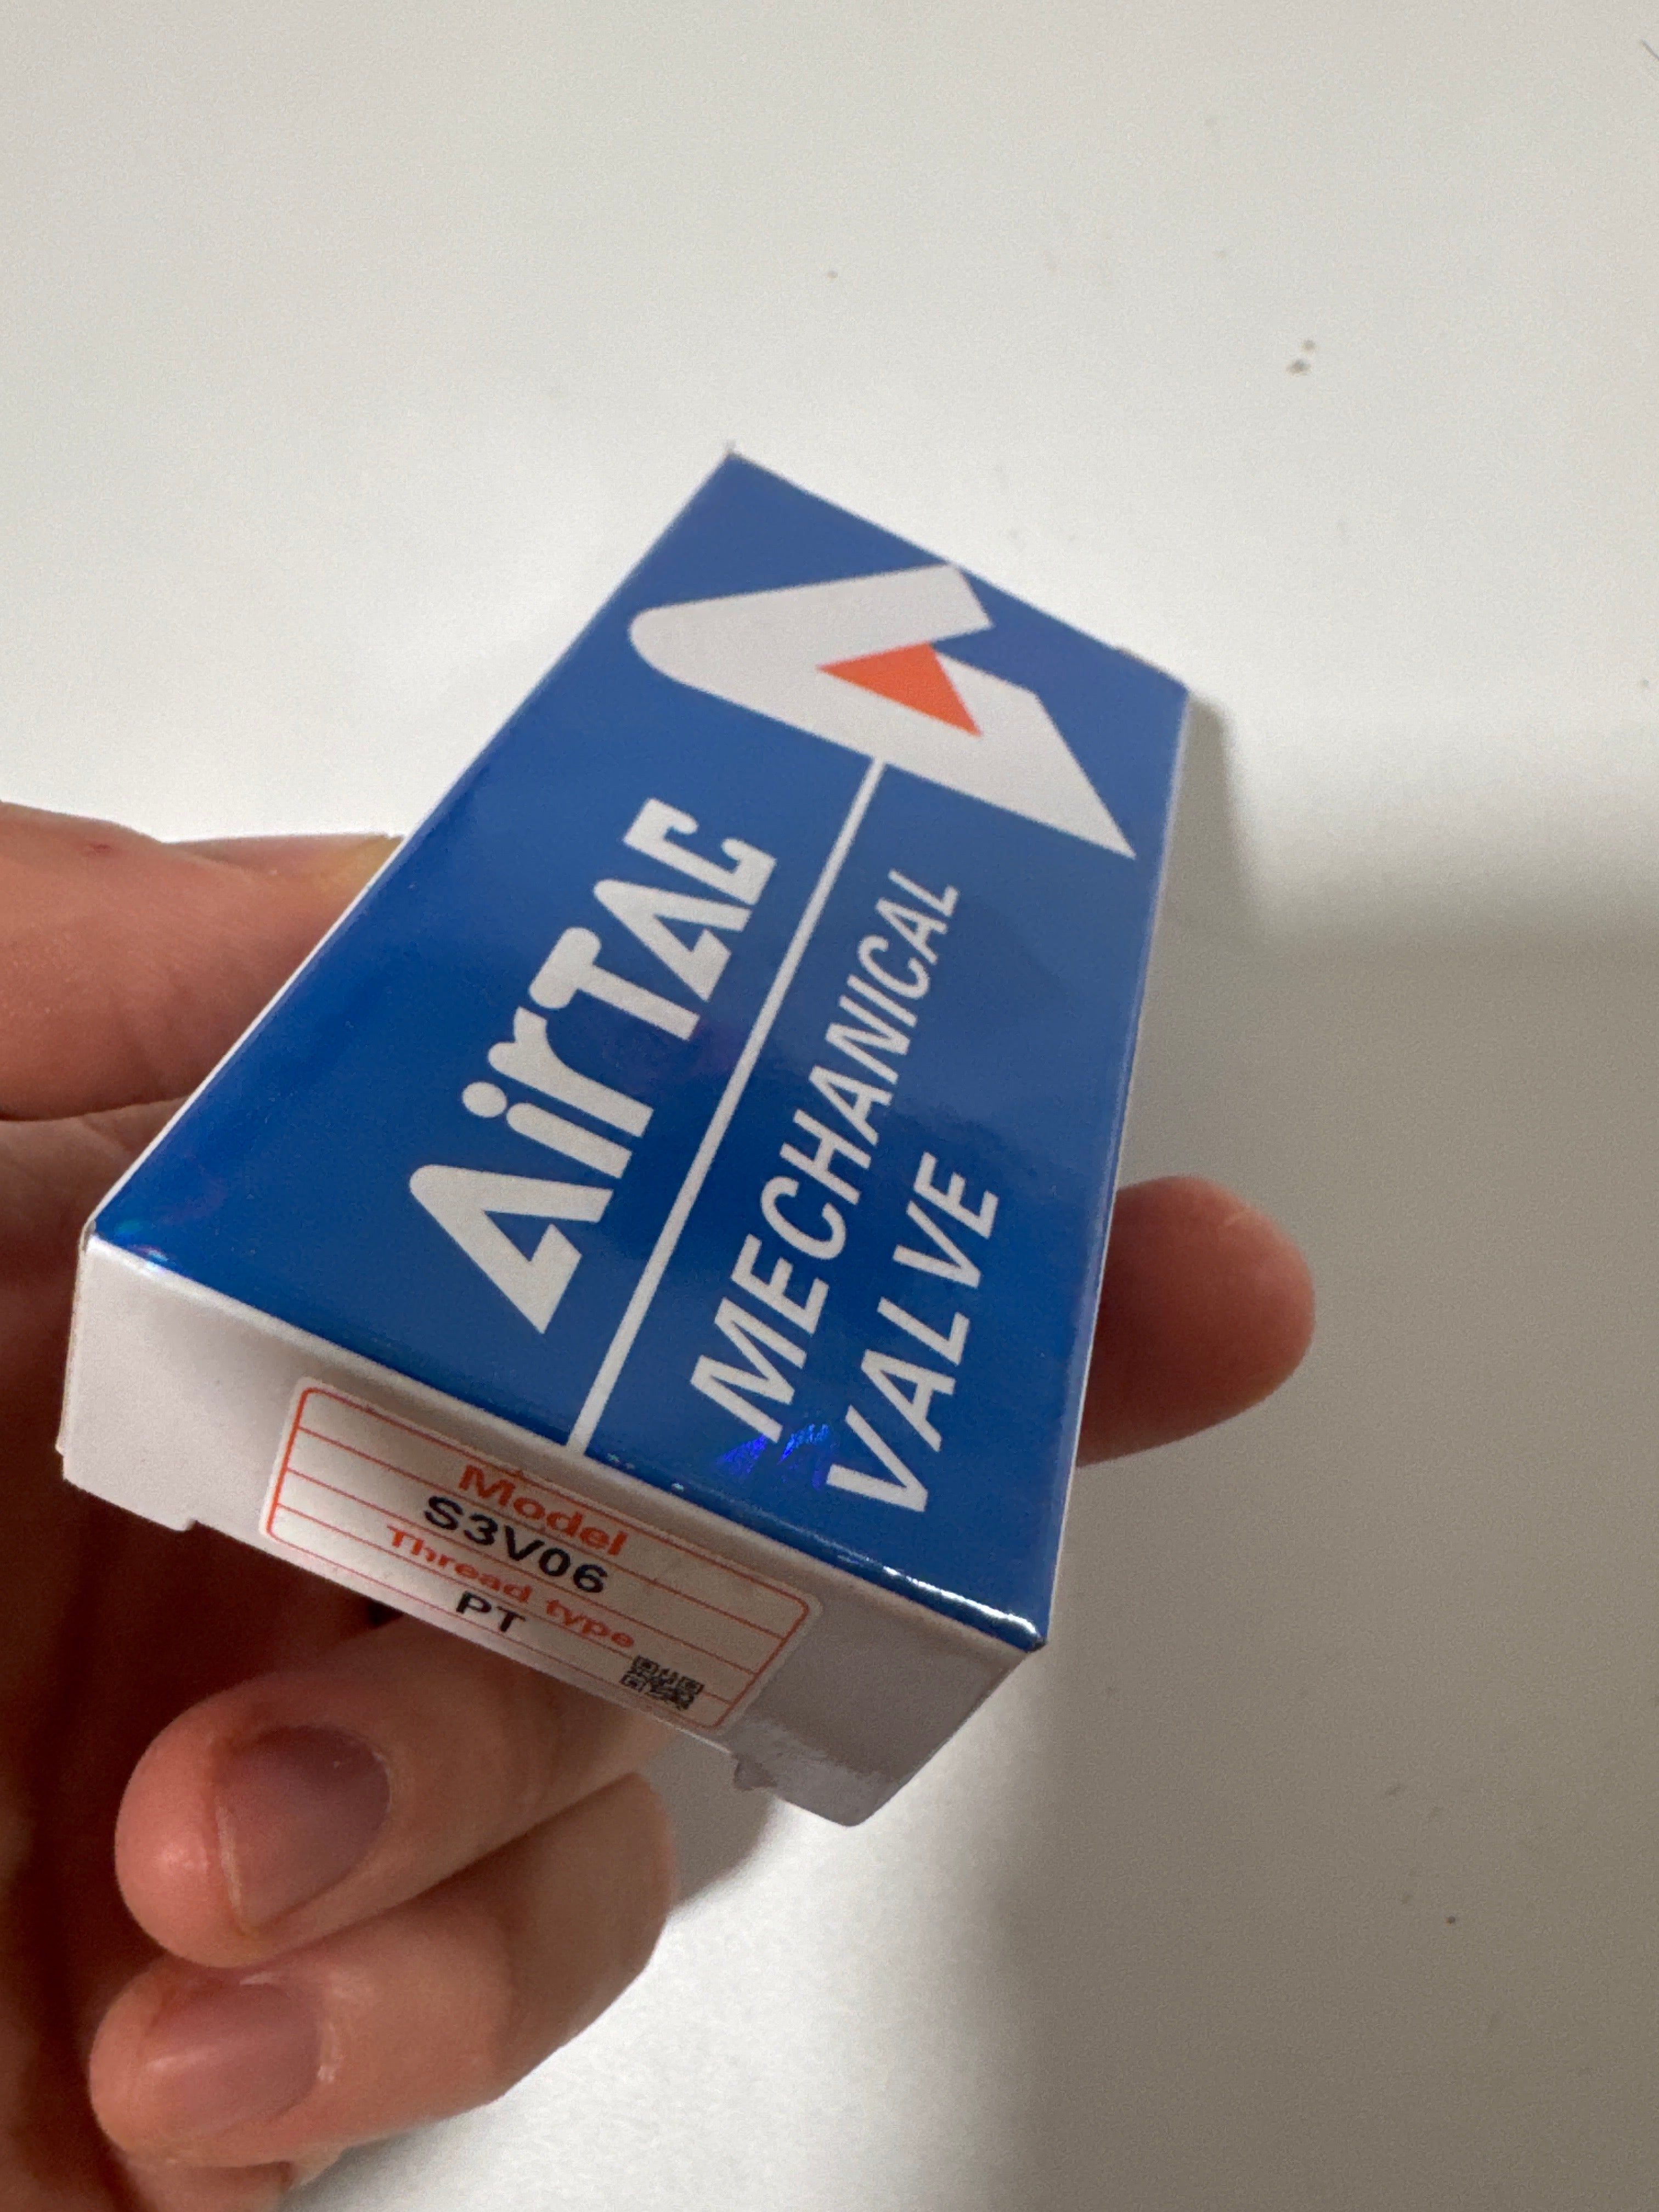 AirTAC
MECHANICAL
VALVE
Model
S3V06
Thread type
PT